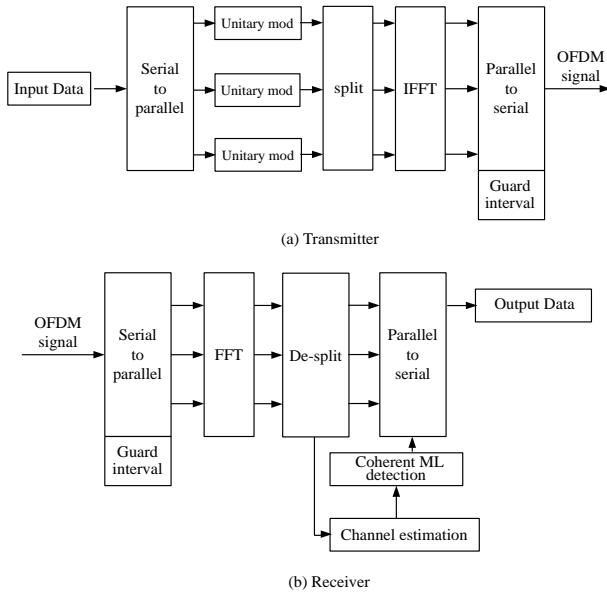 Input Data
Serial
to
parallel
Unitary mod
Unitary mod
Unitary mod
split
IFFT
Parallel
to
serial
Guard
interval
OFDM
signal
(a) Transmitter
OFDM
signal
Serial
to
parallel
Guard
interval
FFT
De-split
Parallel
to
serial
Output Data
Coherent ML
detection
Channel estimation
(b) Receiver